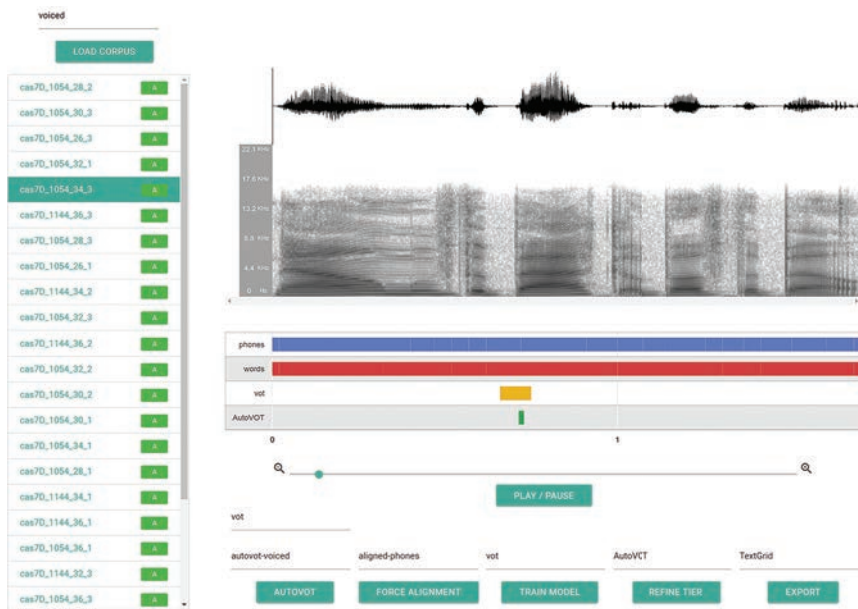 voiced
LOAD CORPUS
cas7D_1054_28_2 A
cas7D_1054_30_3 A
cas7D_1054_26_3 A
cas7D_1054_32_1 A
cas7D_1054_34_3 A
cas7D_1144_36_3 A
cas7D_1054_28_3 A
cas7D_1054_26_1 A
cas7D_1144_34_2 A
cas7D_1054_32_3 A
cas7D_1144_36_2 A
cas7D_1054_32_2 A
cas7D_1054_30_2 A
cas7D_1054_30_1 A
cas7D_1054_34_1 A
cas7D_1054_28_1 A
cas7D_1144_34_1 A
cas7D_1144_36_1 A
cas7D_1054_36_1 A
cas7D_1144_32_3 A
cas7D_1054_36_3 A
22.1 KHz
17.6 KHz
13.2 KHz
8.8 KHz
4.4 KHz
0 Hz
phones
words
vot
AutoVOT
0 1
PLAY / PAUSE
vot
autovot-voiced aligned-phones vot AutoVCT TextGrid
AUTOVOT FORCE ALIGNMENT TRAIN MODEL REFINE TIER EXPORT